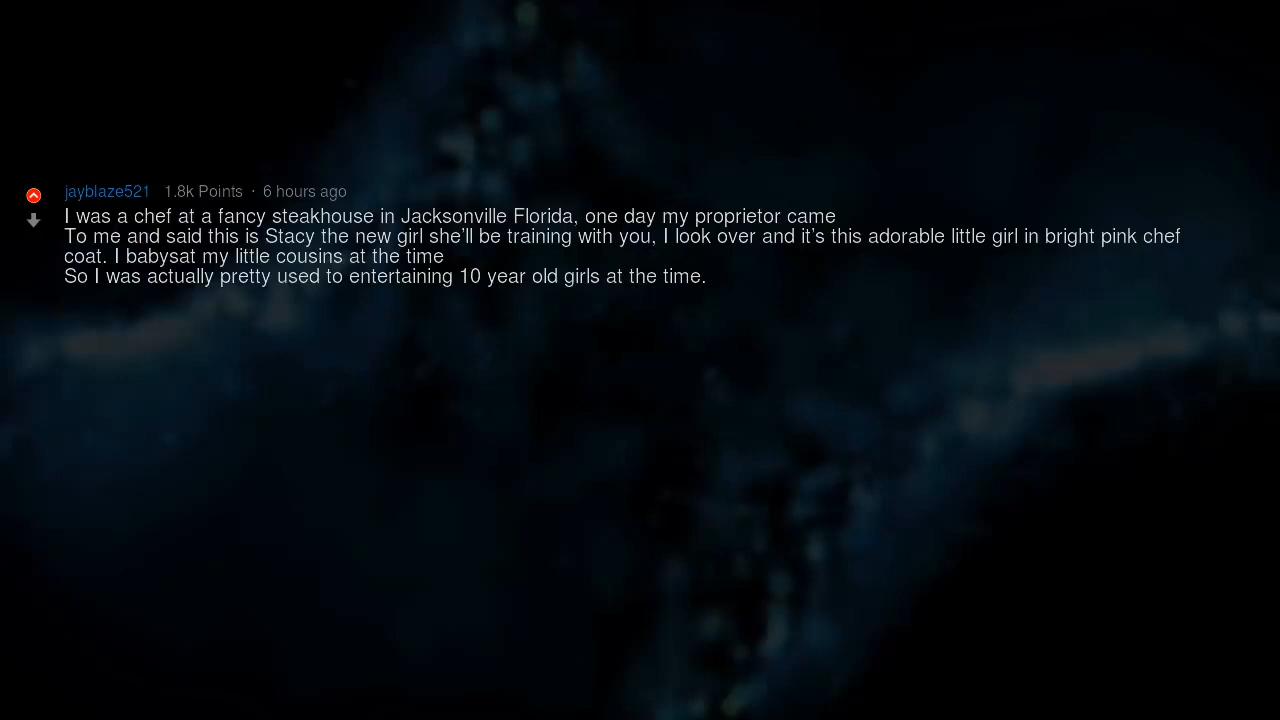 jayblaze521 1.8k Points · 6 hours ago
I was a chef at a fancy steakhouse in Jacksonville Florida, one day my proprietor came
To me and said this is Stacy the new girl she'll be training with you, I look over and it's this adorable little girl in bright pink chef
coat. I babysat my little cousins at the time
So I was actually pretty used to entertaining 10 year old girls at the time.